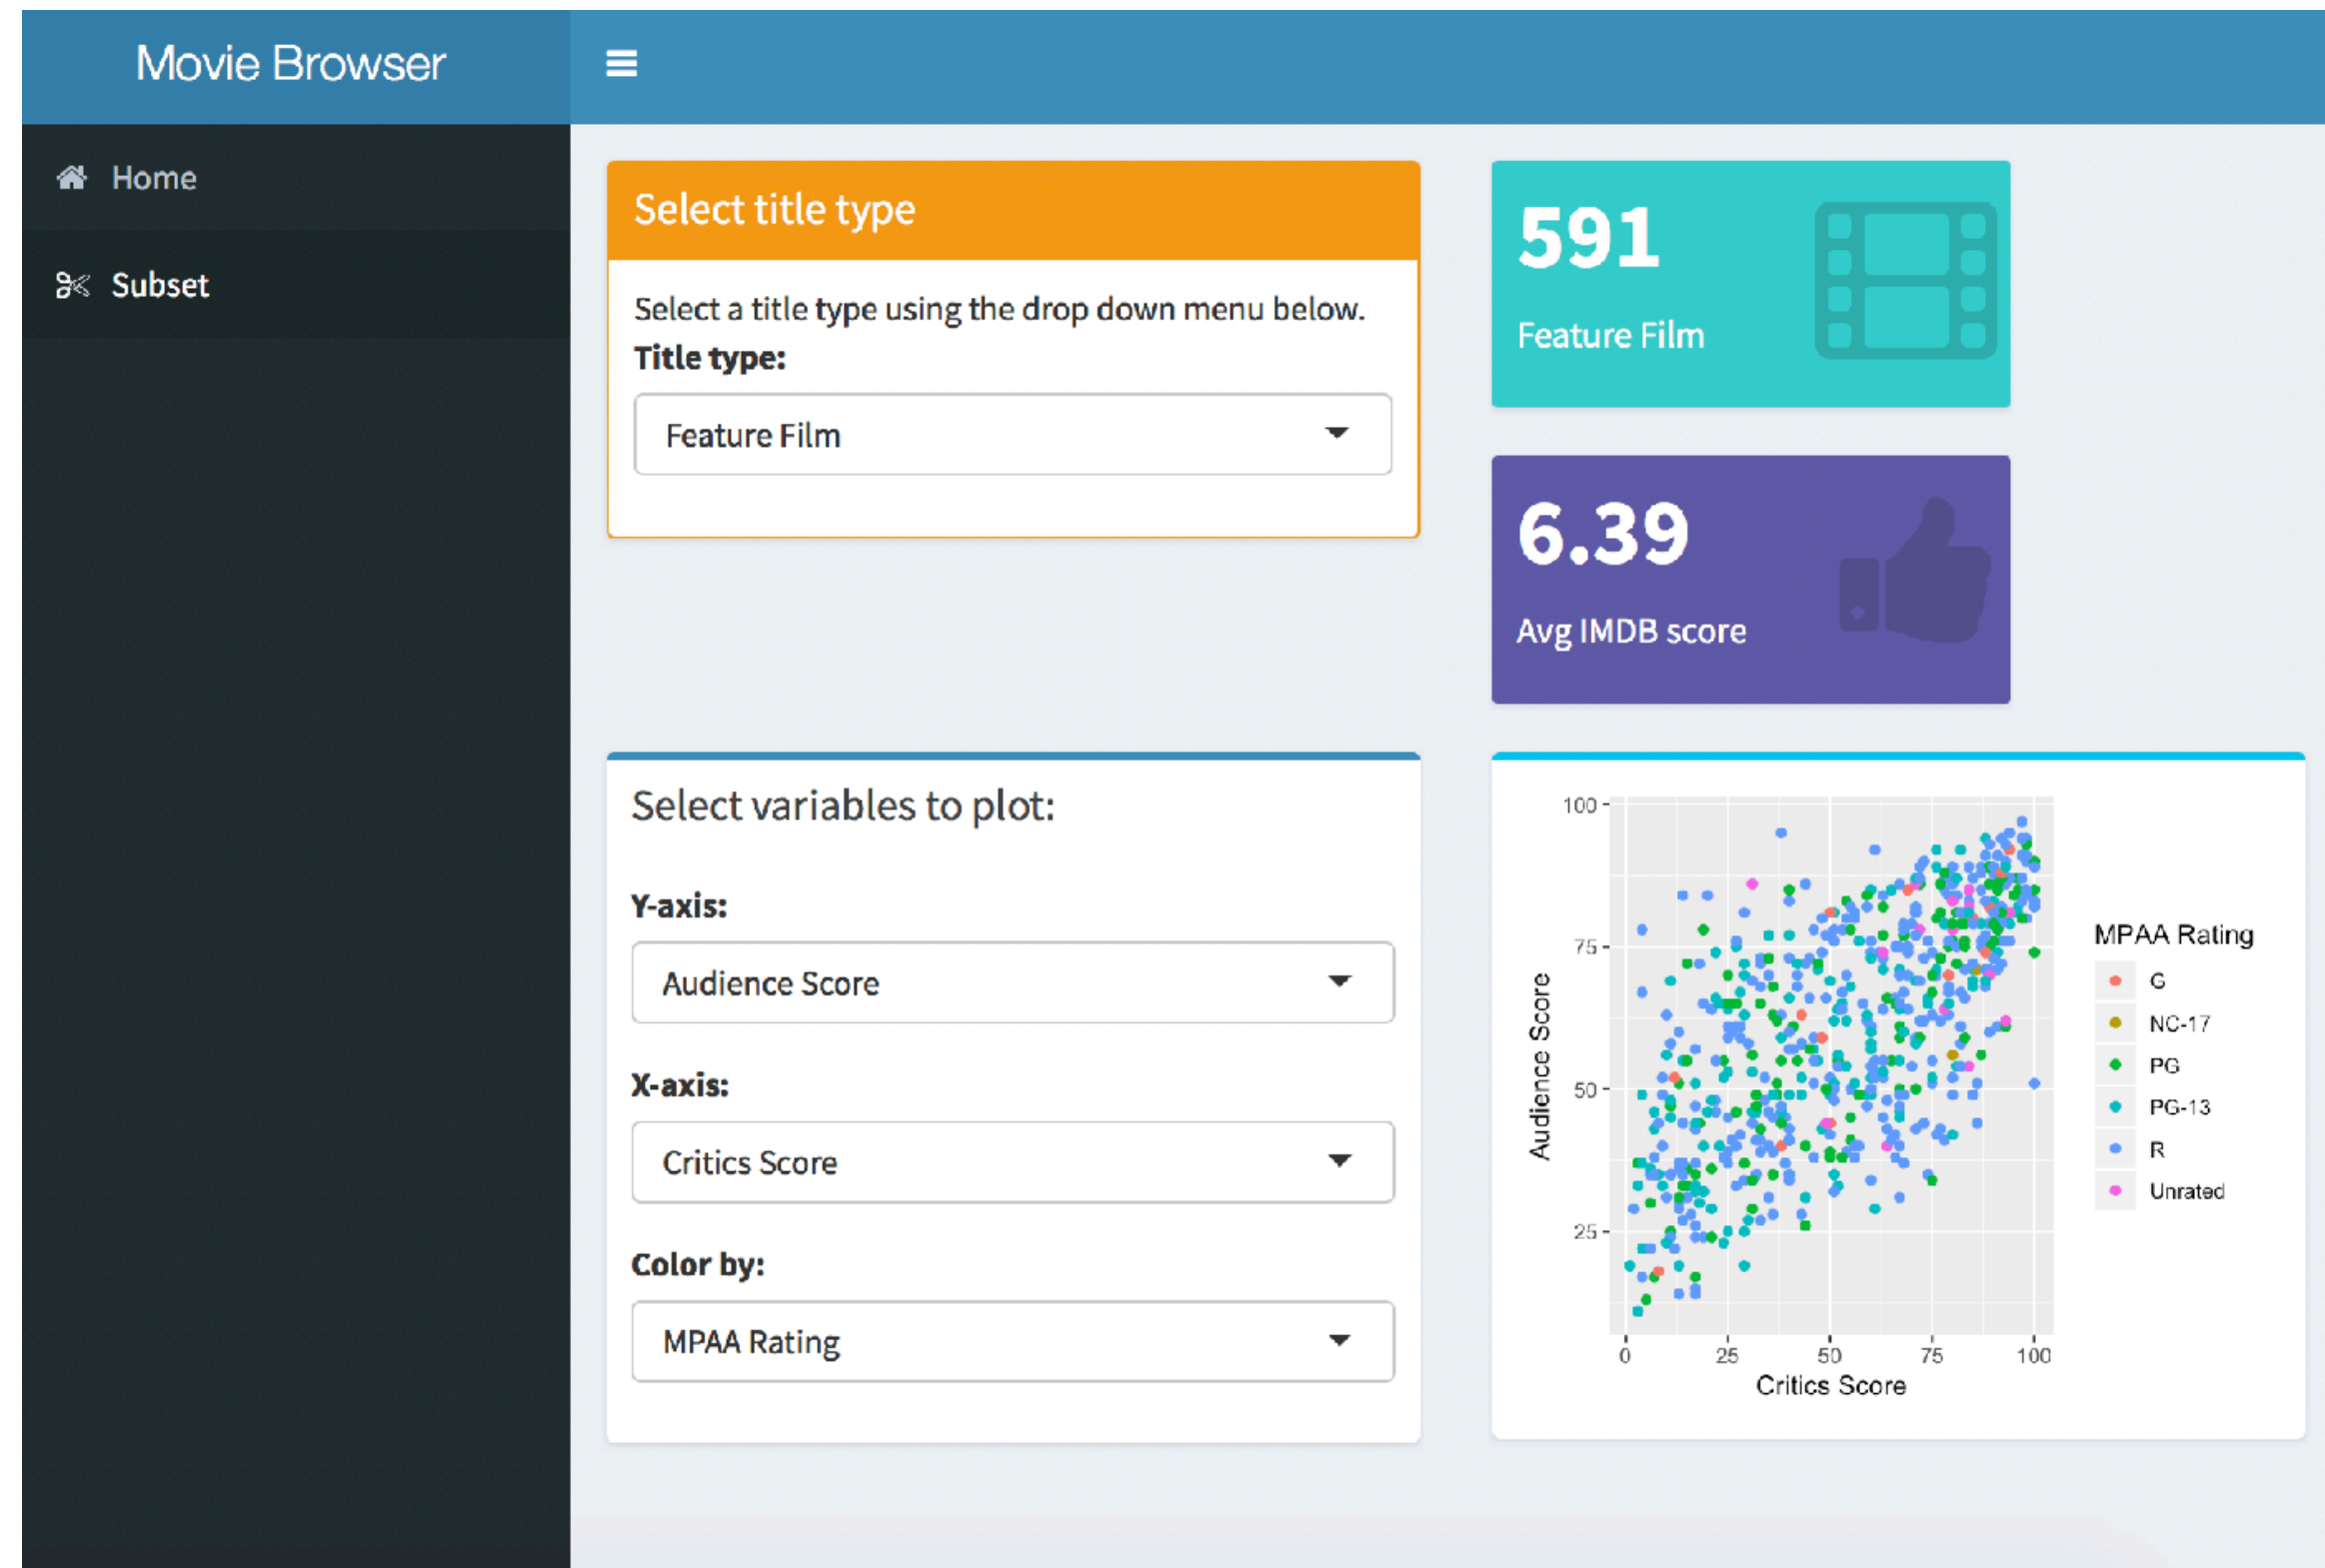 Movie Browser
Home
Subset
Select title type
Select a title type using the drop down menu below.
Title type:
Feature Film
591
Feature Film
6.39
Avg IMDB score
Select variables to plot:
Y-axis:
Audience Score
X-axis:
Critics Score
Color by:
MPAA Rating
100
75
50
25
Audience Score
0 25 50 75 100
Critics Score
MPAA Rating
G
NC-17
PG
PG-13
R
Unrated